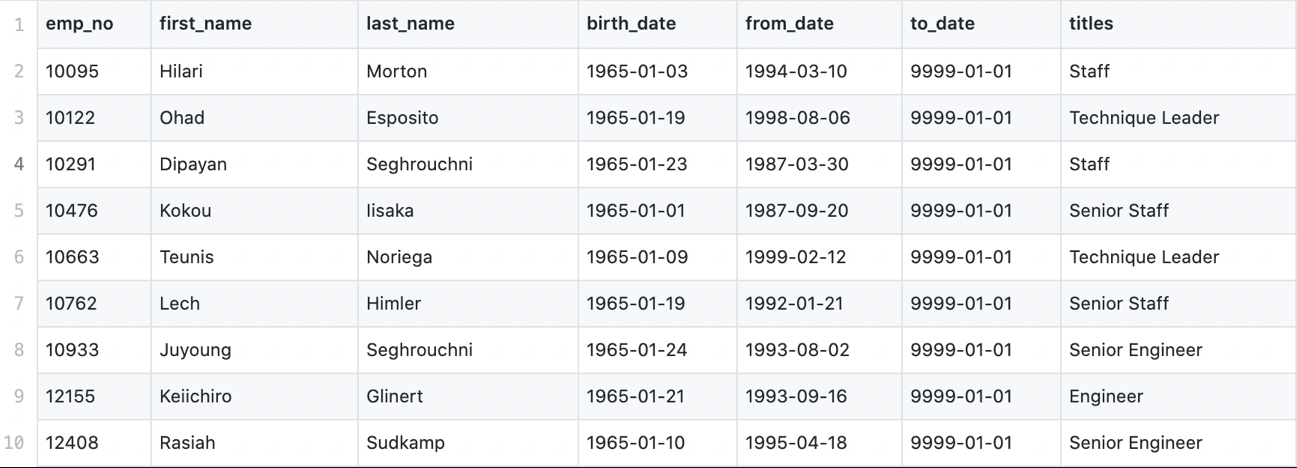 1 emp_no first_name last_name birth_date from_date to_date titles
2 10095 Hilari Morton 1965-01-03 1994-03-10 9999-01-01 Staff
3 10122 Ohad Esposito 1965-01-19 1998-08-06 9999-01-01 Technique Leader
4 10291 Dipayan Seghrouchni 1965-01-23 1987-03-30 9999-01-01 Staff
5 10476 Kokou Iisaka 1965-01-01 1987-09-20 9999-01-01 Senior Staff
6 10663 Teunis Noriega 1965-01-09 1999-02-12 9999-01-01 Technique Leader
7 10762 Lech Himler 1965-01-19 1992-01-21 9999-01-01 Senior Staff
8 10933 Juyoung Seghrouchni 1965-01-24 1993-08-02 9999-01-01 Senior Engineer
9 12155 Keiichiro Glinert 1965-01-21 1993-09-16 9999-01-01 Engineer
10 12408 Rasiah Sudkamp 1965-01-10 1995-04-18 9999-01-01 Senior Engineer